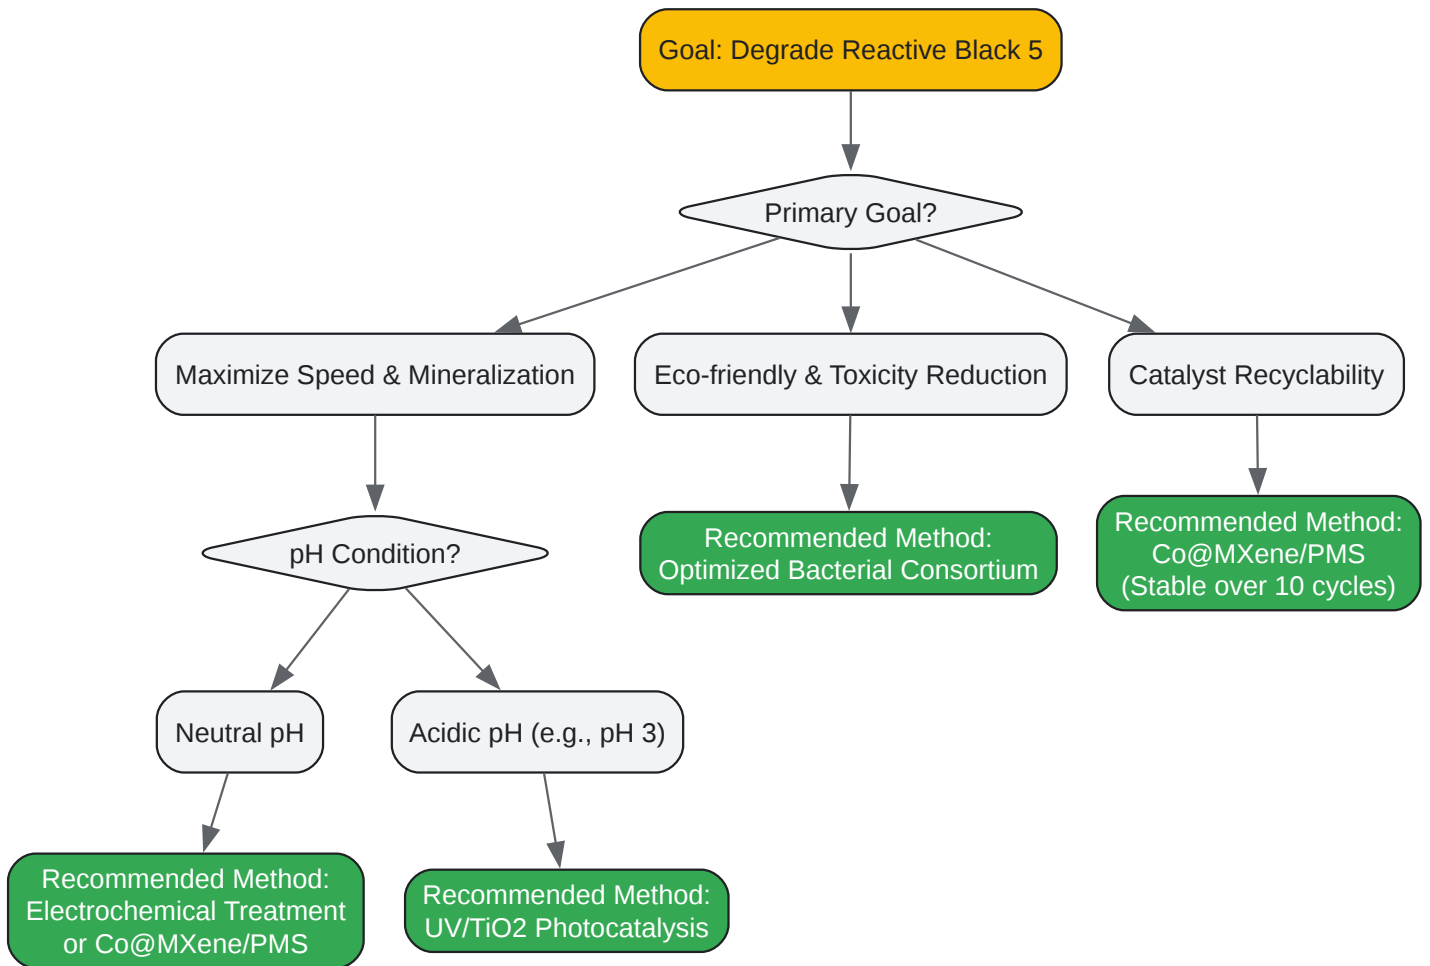 Goal: Degrade Reactive Black 5
Primary Goal?
Maximize Speed & Mineralization
Eco-friendly & Toxicity Reduction
Catalyst Recyclability
Recommended Method:
Optimized Bacterial Consortium
Recommended Method:
Co@MXene/PMS
(Stable over 10 cycles)
pH Condition?
Neutral pH
Acidic pH (e.g., pH 3)
Recommended Method:
Electrochemical Treatment
or Co@MXene/PMS
Recommended Method:
UV/TiO2 Photocatalysis